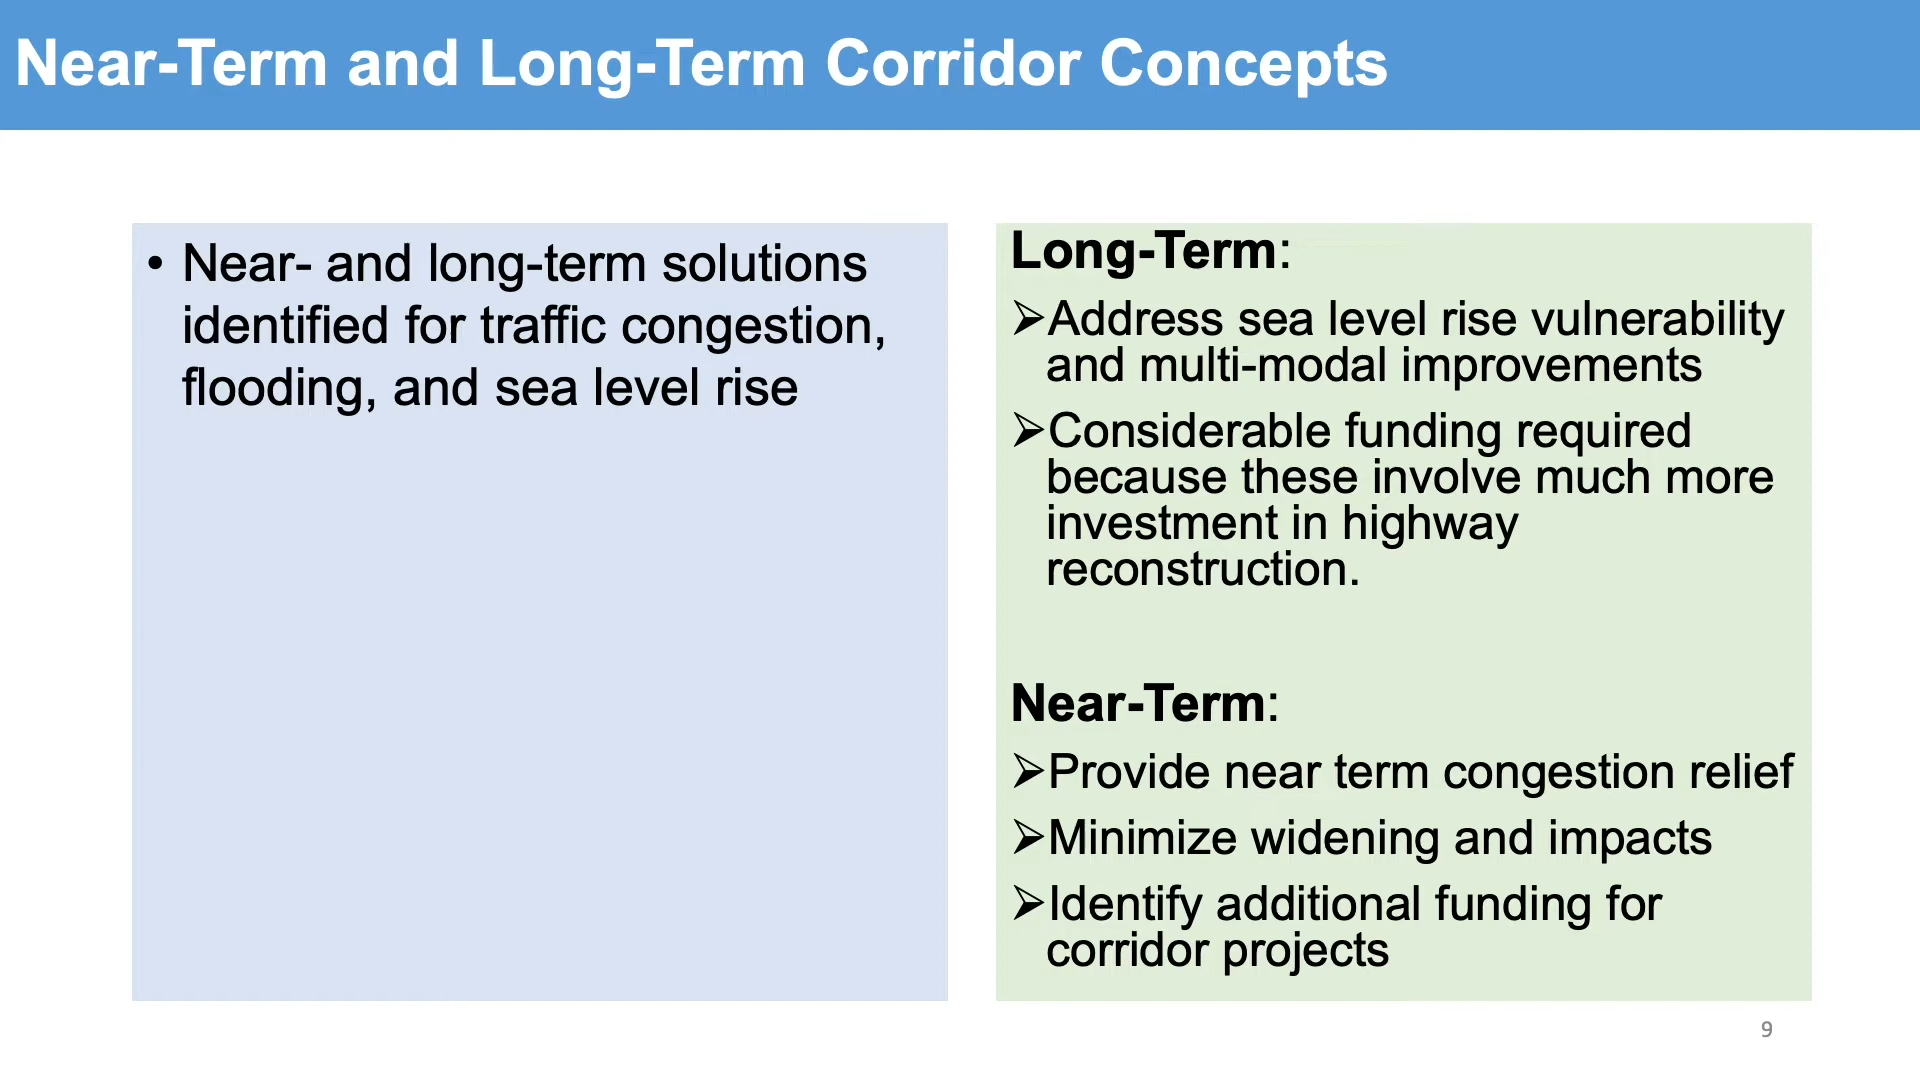 Near-Term and Long-Term Corridor Concepts
• Near- and long-term solutions
identified for traffic congestion,
flooding, and sea level rise
Long-Term:
➢Address sea level rise vulnerability
and multi-modal improvements
➢Considerable funding required
because these involve much more
investment in highway
reconstruction.
Near-Term:
➢Provide near term congestion relief
➢Minimize widening and impacts
➢Identify additional funding for
corridor projects
9